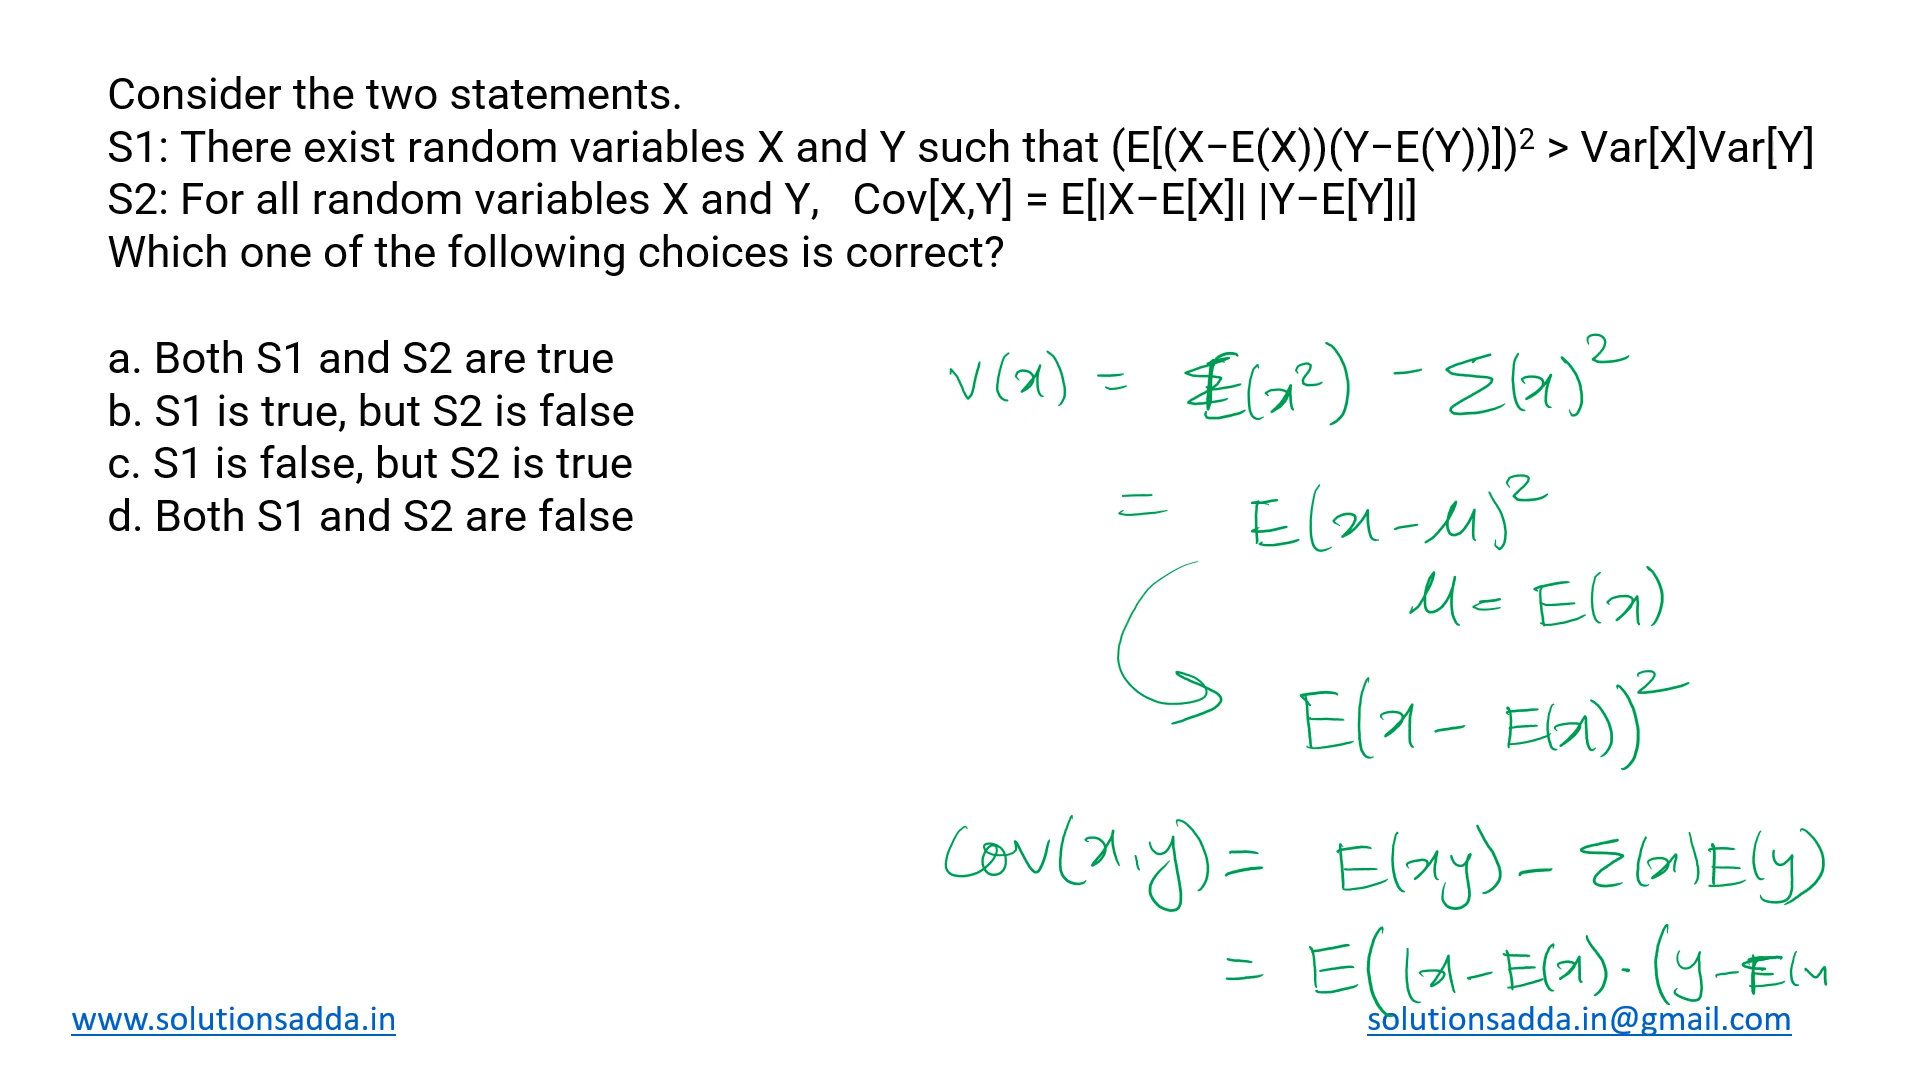 Consider the two statements.
S1: There exist random variables X and Y such that (E[(X−E(X))(Y−E(Y))])² > Var[X]Var[Y]
S2: For all random variables X and Y, Cov[X,Y] = E[|X−E[X]| |Y−E[Y]|]
Which one of the following choices is correct?
a. Both S1 and S2 are true
b. S1 is true, but S2 is false
c. S1 is false, but S2 is true
d. Both S1 and S2 are false
V(x) = E(x²) − Σ(x)²
= E(x−μ)²
μ = E(x)
E(x − E(x))²
Cov(x,y) = E(xy) − Σ(x)E(y)
= E((x−E(x)·(y−E(y
www.solutionsadda.in
solutionsadda.in@gmail.com